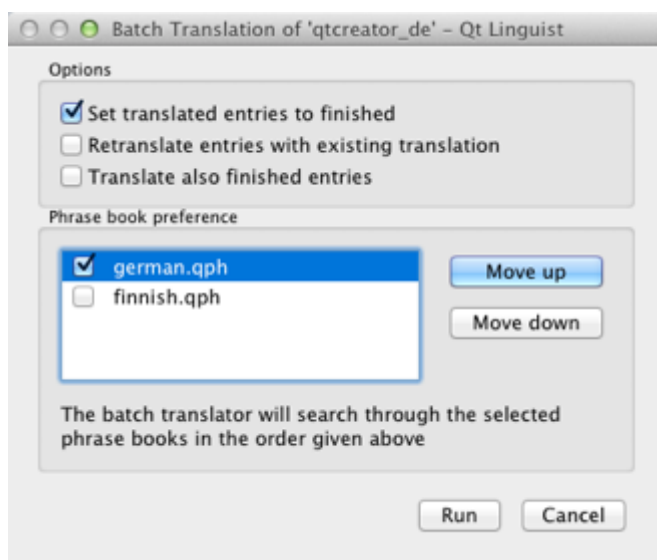 Batch Translation of 'qtcreator_de' – Qt Linguist
Options
Set translated entries to finished
Retranslate entries with existing translation
Translate also finished entries
Phrase book preference
german.qph
Move up
finnish.qph
Move down
The batch translator will search through the selected
phrase books in the order given above
Run
Cancel